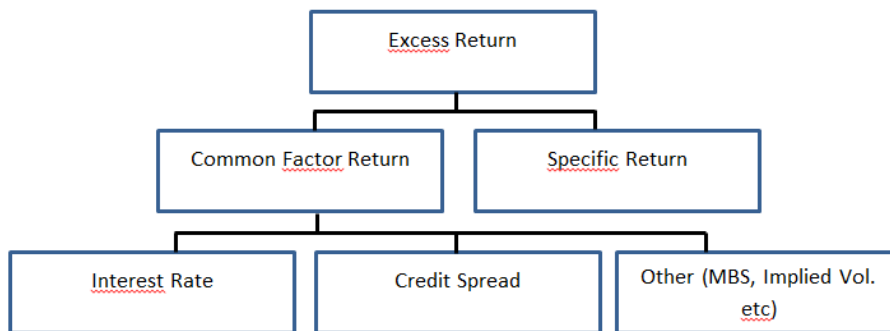 Excess Return
Common Factor Return
Specific Return
Interest Rate
Credit Spread
Other (MBS, Implied Vol.
etc)